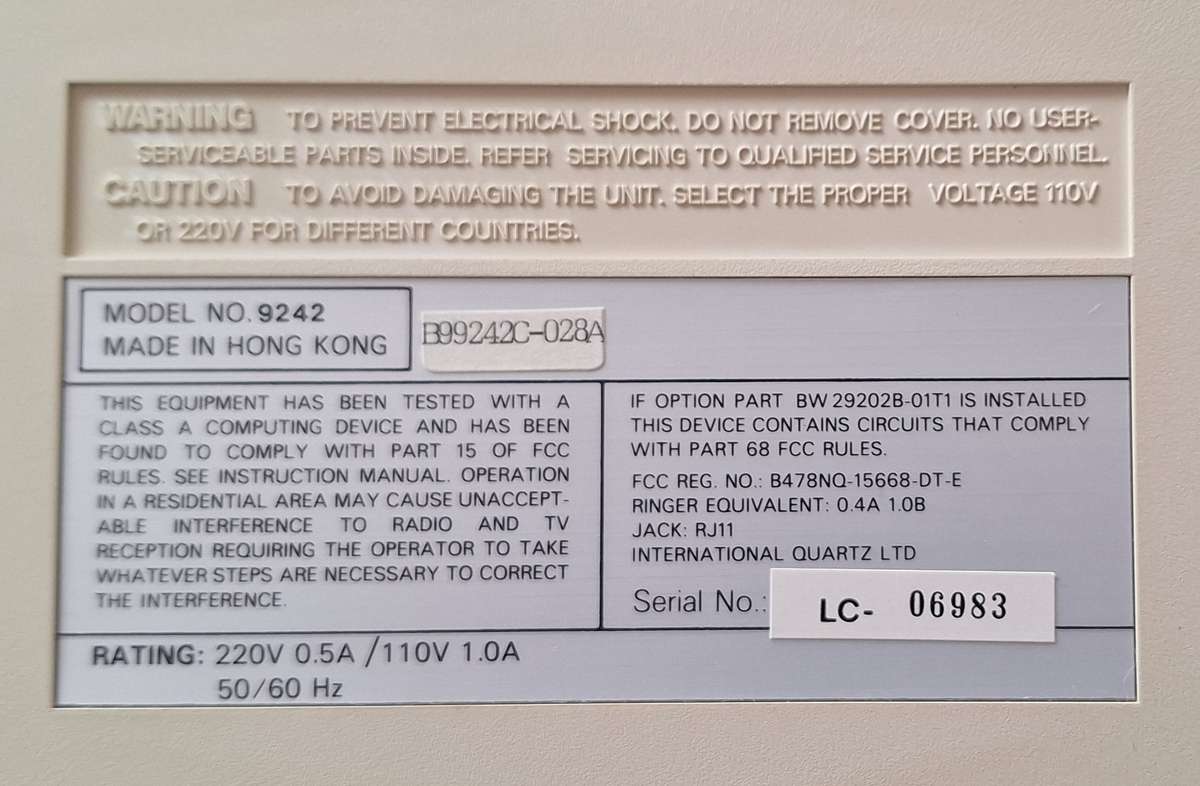 WARNING TO PREVENT ELECTRICAL SHOCK. DO NOT REMOVE COVER. NO USER-
SERVICEABLE PARTS INSIDE. REFER SERVICING TO QUALIFIED SERVICE PERSONNEL.
CAUTION TO AVOID DAMAGING THE UNIT. SELECT THE PROPER VOLTAGE 110V
OR 220V FOR DIFFERENT COUNTRIES.
MODEL NO. 9242
MADE IN HONG KONG
B99242C-028A
THIS EQUIPMENT HAS BEEN TESTED WITH A
CLASS A COMPUTING DEVICE AND HAS BEEN
FOUND TO COMPLY WITH PART 15 OF FCC
RULES. SEE INSTRUCTION MANUAL. OPERATION
IN A RESIDENTIAL AREA MAY CAUSE UNACCEPT-
ABLE INTERFERENCE TO RADIO AND TV
RECEPTION REQUIRING THE OPERATOR TO TAKE
WHATEVER STEPS ARE NECESSARY TO CORRECT
THE INTERFERENCE.
IF OPTION PART BW 29202B-01T1 IS INSTALLED
THIS DEVICE CONTAINS CIRCUITS THAT COMPLY
WITH PART 68 FCC RULES.
FCC REG. NO.: B478NQ-15668-DT-E
RINGER EQUIVALENT: 0.4A 1.0B
JACK: RJ11
INTERNATIONAL QUARTZ LTD
Serial No.: LC- 06983
RATING: 220V 0.5A /110V 1.0A
50/60 Hz